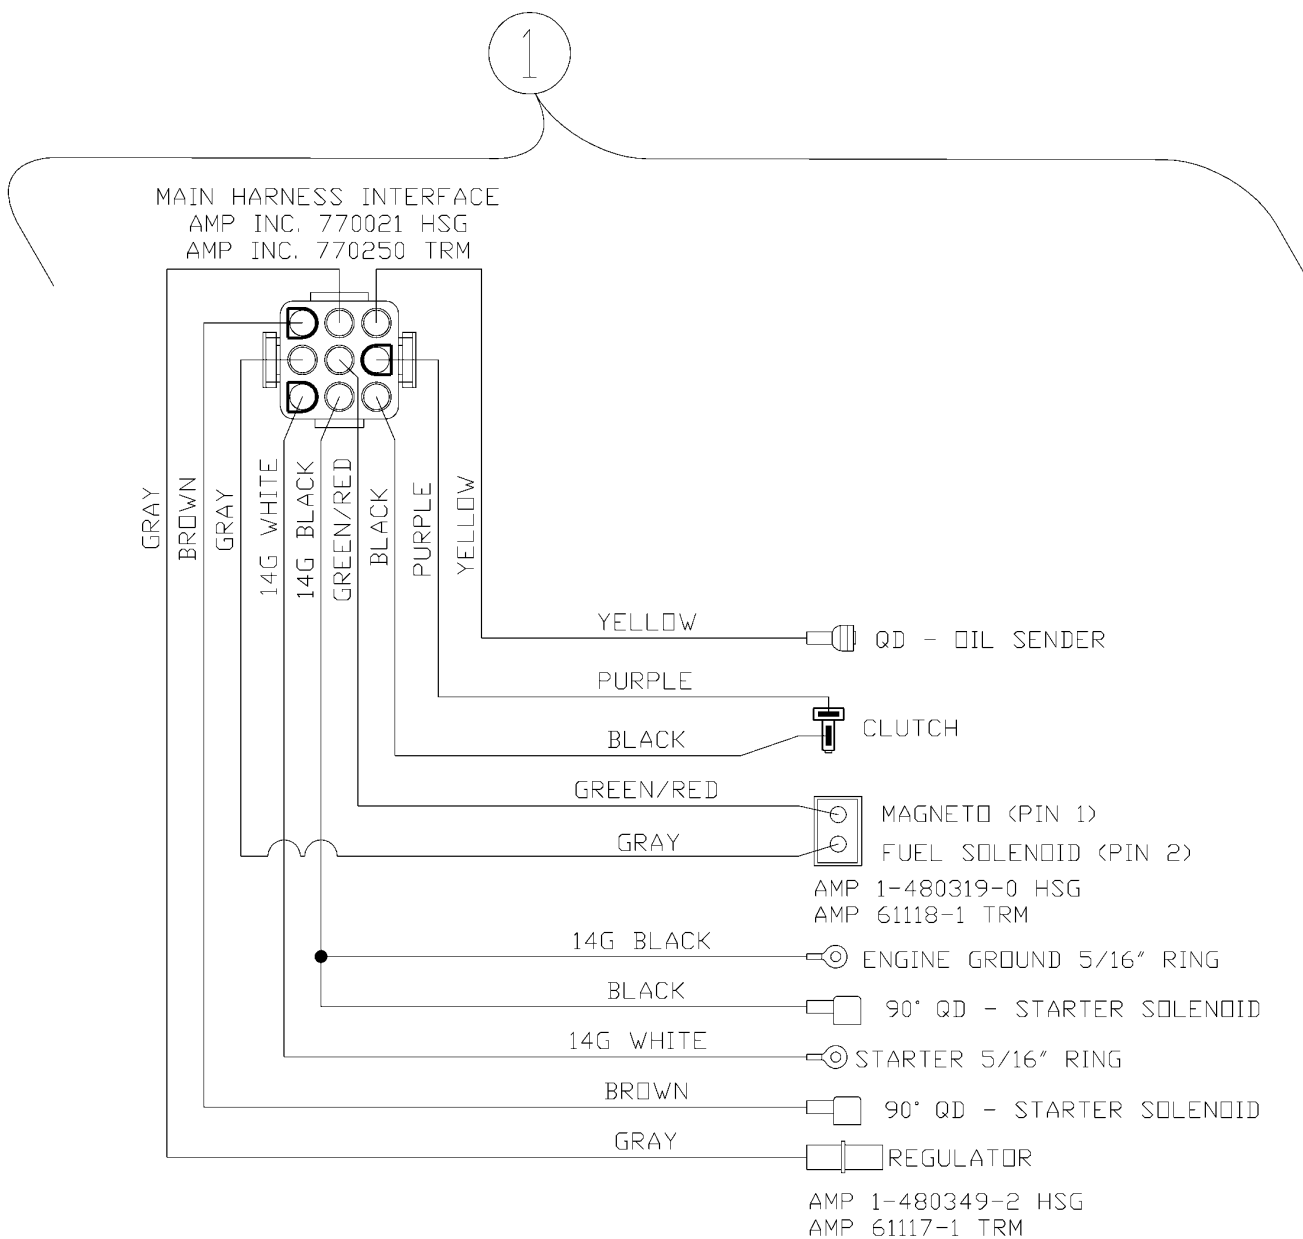 1
MAIN HARNESS INTERFACE
AMP INC. 770021 HSG
AMP INC. 770250 TRM
GRAY
BROWN
GRAY
14G WHITE
14G BLACK
GREEN/RED
BLACK
PURPLE
YELLOW
YELLOW
QD - OIL SENDER
PURPLE
CLUTCH
BLACK
GREEN/RED
MAGNETO (PIN 1)
GRAY
FUEL SOLENOID (PIN 2)
AMP 1-480319-0 HSG
AMP 61118-1 TRM
14G BLACK
ENGINE GROUND 5/16" RING
BLACK
90° QD - STARTER SOLENOID
14G WHITE
STARTER 5/16" RING
BROWN
90° QD - STARTER SOLENOID
GRAY
REGULATOR
AMP 1-480349-2 HSG
AMP 61117-1 TRM